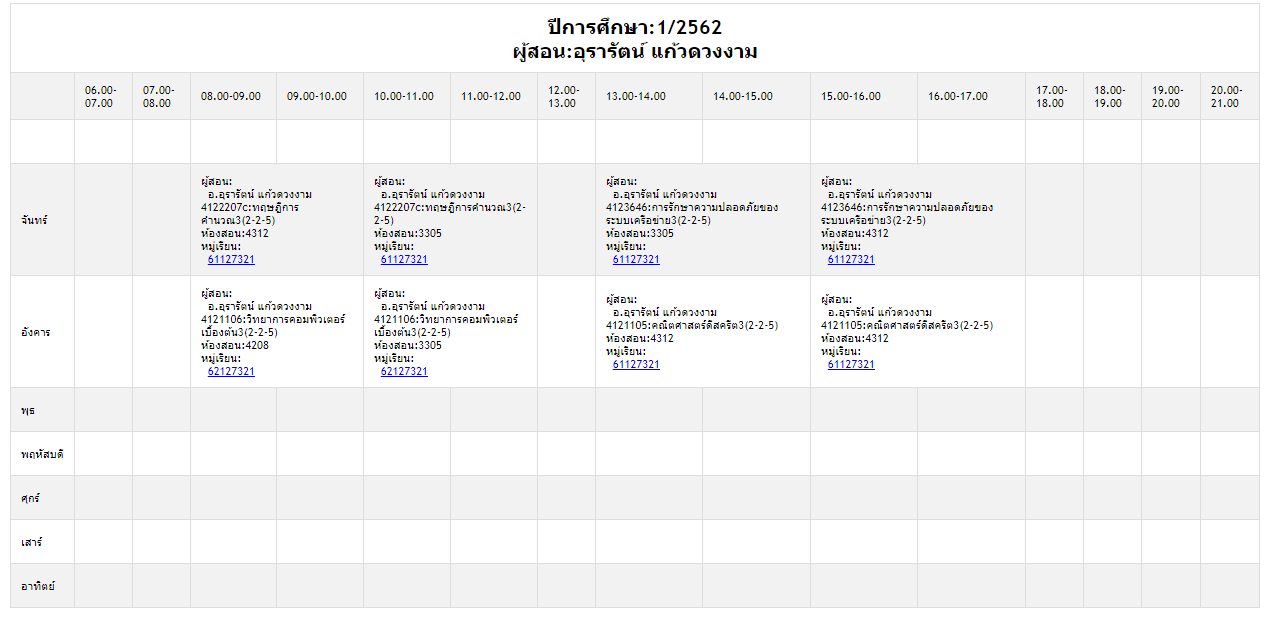 ปีการศึกษา:1/2562
ผู้สอน:อุรารัตน์ แก้วดวงงาม
06.00-07.00 07.00-08.00 08.00-09.00 09.00-10.00 10.00-11.00 11.00-12.00 12.00-13.00 13.00-14.00 14.00-15.00 15.00-16.00 16.00-17.00 17.00-18.00 18.00-19.00 19.00-20.00 20.00-21.00
จันทร์
ผู้สอน:
อ.อุรารัตน์ แก้วดวงงาม
4122207c:ทฤษฎีการ
คำนวณ3(2-2-5)
ห้องสอน:4312
หมู่เรียน:
61127321
ผู้สอน:
อ.อุรารัตน์ แก้วดวงงาม
4122207c:ทฤษฎีการคำนวณ3(2-
2-5)
ห้องสอน:3305
หมู่เรียน:
61127321
ผู้สอน:
อ.อุรารัตน์ แก้วดวงงาม
4123646:การรักษาความปลอดภัยของ
ระบบเครือข่าย3(2-2-5)
ห้องสอน:3305
หมู่เรียน:
61127321
ผู้สอน:
อ.อุรารัตน์ แก้วดวงงาม
4123646:การรักษาความปลอดภัยของ
ระบบเครือข่าย3(2-2-5)
ห้องสอน:4312
หมู่เรียน:
61127321
อังคาร
ผู้สอน:
อ.อุรารัตน์ แก้วดวงงาม
4121106:วิทยาการคอมพิวเตอร์
เบื้องต้น3(2-2-5)
ห้องสอน:4208
หมู่เรียน:
62127321
ผู้สอน:
อ.อุรารัตน์ แก้วดวงงาม
4121106:วิทยาการคอมพิวเตอร์
เบื้องต้น3(2-2-5)
ห้องสอน:3305
หมู่เรียน:
62127321
ผู้สอน:
อ.อุรารัตน์ แก้วดวงงาม
4121105:คณิตศาสตร์ดิสครีต3(2-2-5)
ห้องสอน:4312
หมู่เรียน:
61127321
ผู้สอน:
อ.อุรารัตน์ แก้วดวงงาม
4121105:คณิตศาสตร์ดิสครีต3(2-2-5)
ห้องสอน:4312
หมู่เรียน:
61127321
พุธ
พฤหัสบดี
ศุกร์
เสาร์
อาทิตย์